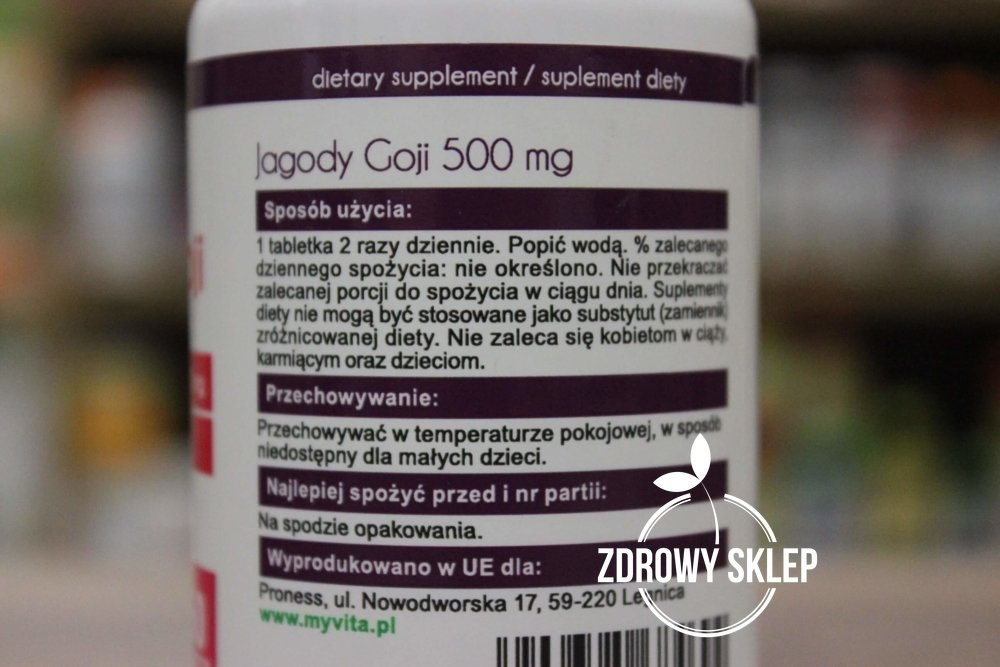 dietary supplement / suplement diety
Jagody Goji 500 mg
Sposób użycia:
1 tabletka 2 razy dziennie. Popić wodą. % zalecanego
dziennego spożycia: nie określono. Nie przekraczać
zalecanej porcji do spożycia w ciągu dnia. Suplementy
diety nie mogą być stosowane jako substytut (zamiennik)
zróżnicowanej diety. Nie zaleca się kobietom w ciąży,
karmiącym oraz dzieciom.
Przechowywanie:
Przechowywać w temperaturze pokojowej, w sposób
niedostępny dla małych dzieci.
Najlepiej spożyć przed i nr partii:
Na spodzie opakowania.
Wyprodukowano w UE dla:
Proness, ul. Nowodworska 17, 59-220 Legnica
www.myvita.pl
ZDROWY SKLEP